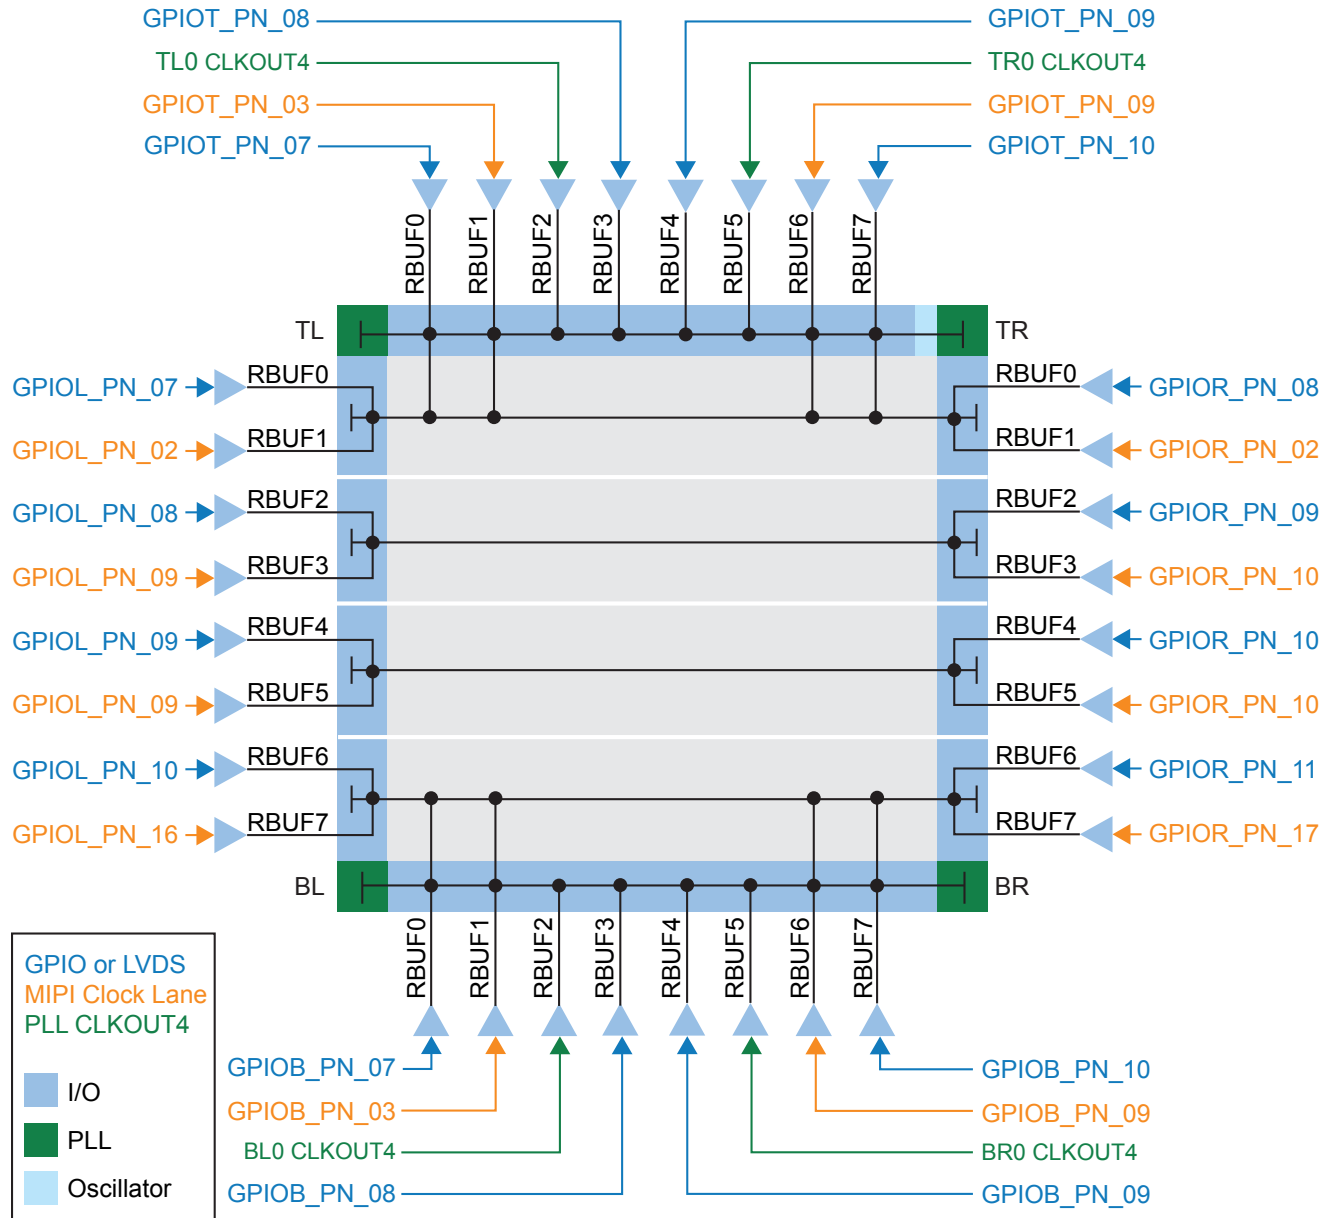 GPIOT_PN_08
GPIOT_PN_09
TL0 CLKOUT4
TR0 CLKOUT4
GPIOT_PN_03
GPIOT_PN_09
GPIOT_PN_07
GPIOT_PN_10
RBUF0
RBUF1
RBUF2
RBUF3
RBUF4
RBUF5
RBUF6
RBUF7
TL
TR
GPIOL_PN_07
RBUF0
RBUF0
GPIOR_PN_08
GPIOL_PN_02
RBUF1
RBUF1
GPIOR_PN_02
GPIOL_PN_08
RBUF2
RBUF2
GPIOR_PN_09
GPIOL_PN_09
RBUF3
RBUF3
GPIOR_PN_10
GPIOL_PN_09
RBUF4
RBUF4
GPIOR_PN_10
GPIOL_PN_09
RBUF5
RBUF5
GPIOR_PN_10
GPIOL_PN_10
RBUF6
RBUF6
GPIOR_PN_11
GPIOL_PN_16
RBUF7
RBUF7
GPIOR_PN_17
BL
BR
RBUF0
RBUF1
RBUF2
RBUF3
RBUF4
RBUF5
RBUF6
RBUF7
GPIOB_PN_07
GPIOB_PN_10
GPIOB_PN_03
GPIOB_PN_09
BL0 CLKOUT4
BR0 CLKOUT4
GPIOB_PN_08
GPIOB_PN_09
GPIO or LVDS
MIPI Clock Lane
PLL CLKOUT4
I/O
PLL
Oscillator